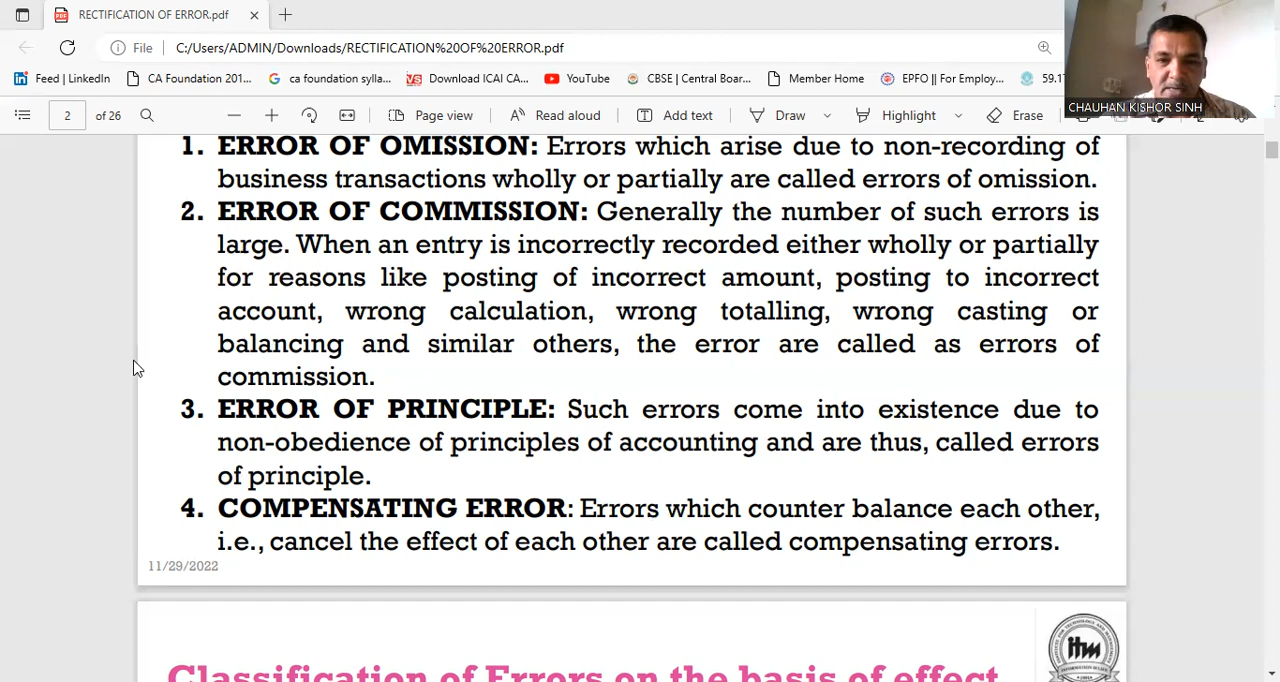 RECTIFICATION OF ERROR.pdf
File
C:/Users/ADMIN/Downloads/RECTIFICATION%20OF%20ERROR.pdf
Feed | LinkedIn
CA Foundation 201...
ca foundation sylla...
Download ICAI CA...
YouTube
CBSE | Central Boar...
Member Home
EPFO || For Employ...
CHAUHAN KISHOR SINH
2 of 26
Page view
Read aloud
Add text
Draw
Highlight
Erase
1. ERROR OF OMISSION: Errors which arise due to non-recording of
business transactions wholly or partially are called errors of omission.
2. ERROR OF COMMISSION: Generally the number of such errors is
large. When an entry is incorrectly recorded either wholly or partially
for reasons like posting of incorrect amount, posting to incorrect
account, wrong calculation, wrong totalling, wrong casting or
balancing and similar others, the error are called as errors of
commission.
3. ERROR OF PRINCIPLE: Such errors come into existence due to
non-obedience of principles of accounting and are thus, called errors
of principle.
4. COMPENSATING ERROR: Errors which counter balance each other,
i.e., cancel the effect of each other are called compensating errors.
11/29/2022
itm
Classification of Errors on the basis of effect